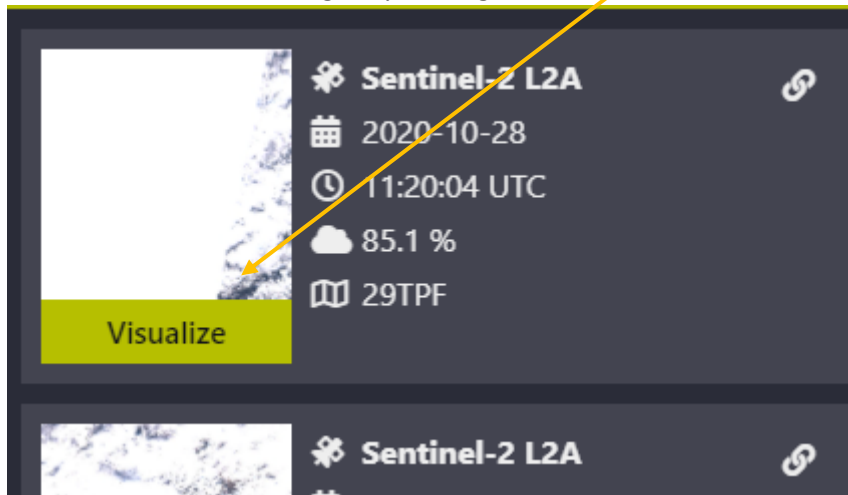 Sentinel-2 L2A
2020-10-28
11:20:04 UTC
85.1 %
29TPF
Visualize
Sentinel-2 L2A